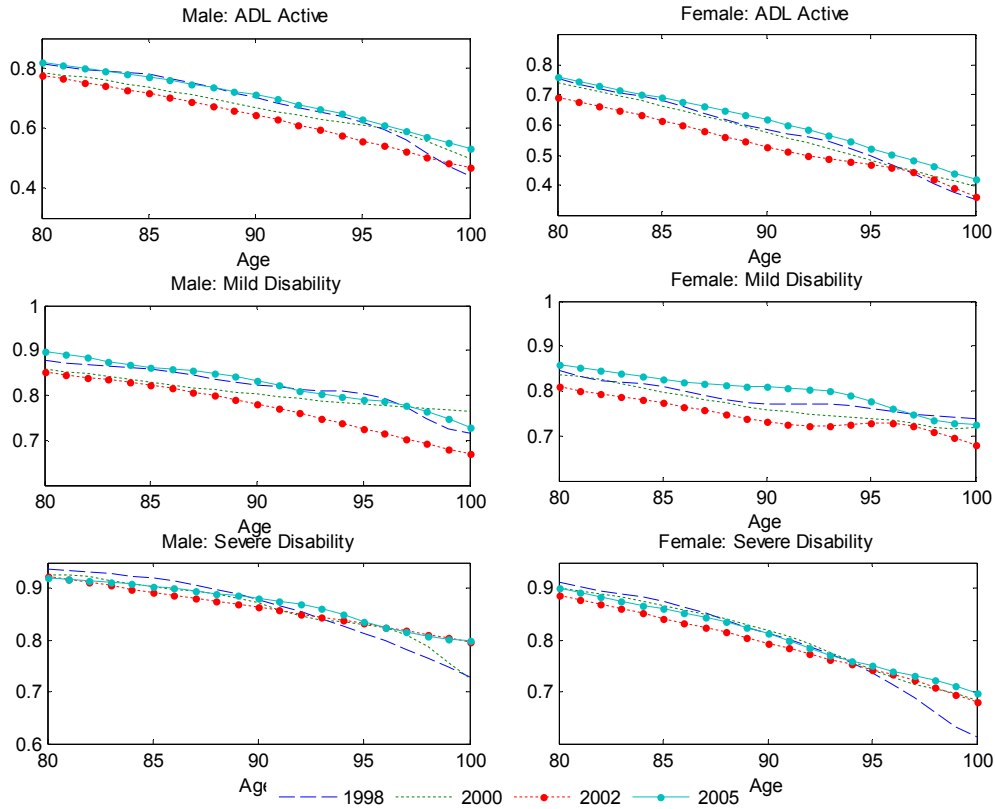 Male: ADL Active
0.8
0.6
0.4
80 85 90 95 100
Age
Female: ADL Active
0.8
0.7
0.6
0.5
0.4
80 85 90 95 100
Age
Male: Mild Disability
1
0.9
0.8
0.7
80 85 90 95 100
Age
Female: Mild Disability
1
0.9
0.8
0.7
80 85 90 95 100
Age
Male: Severe Disability
0.9
0.8
0.7
0.6
80 85 90 95 100
Age
Female: Severe Disability
0.9
0.8
0.7
0.6
80 85 90 95 100
Age
1998 2000 2002 2005